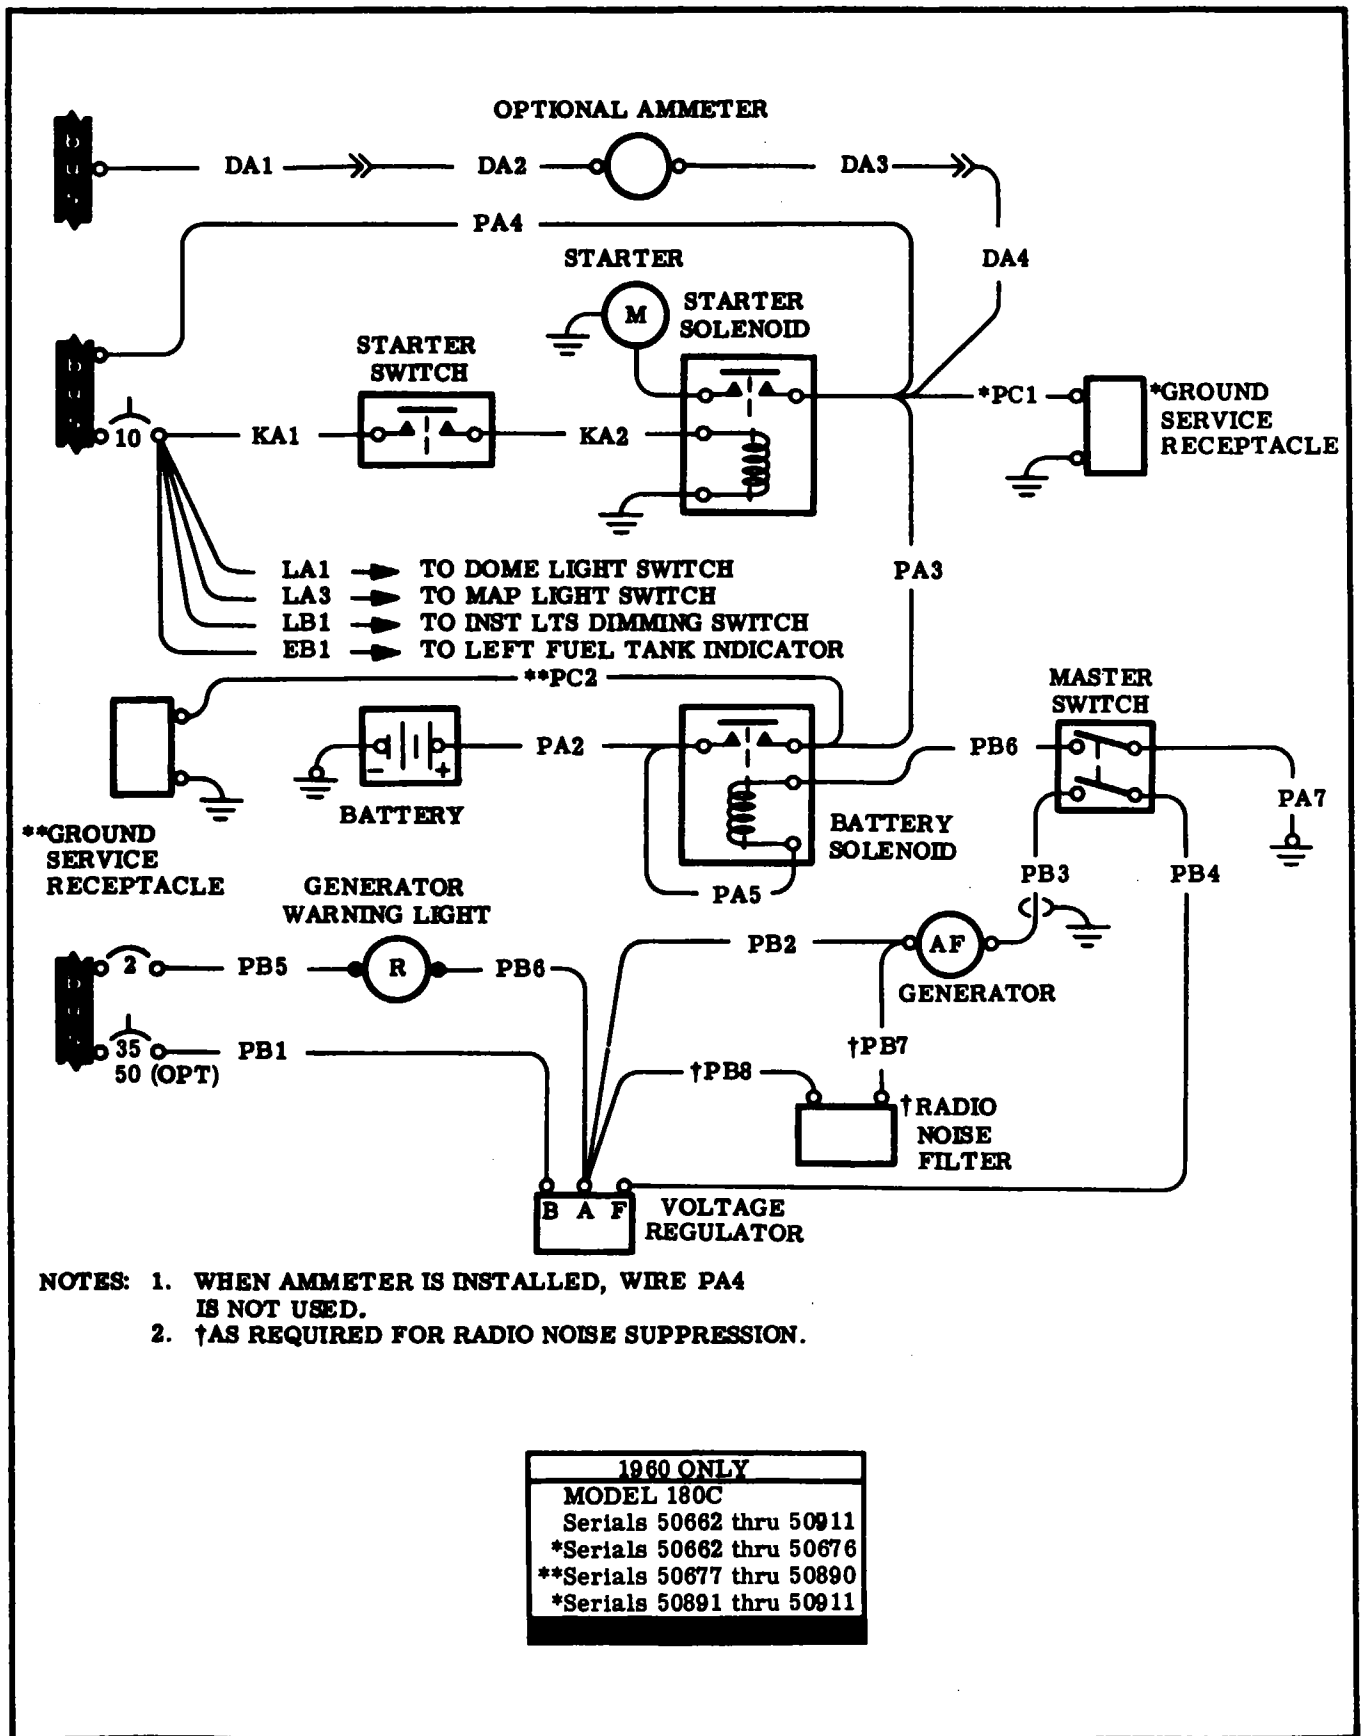 OPTIONAL AMMETER
DA1
DA2
DA3
PA4
DA4
STARTER
M
STARTER
SOLENOID
STARTER
SWITCH
*PC1
*GROUND
SERVICE
RECEPTACLE
10
KA1
KA2
LA1 TO DOME LIGHT SWITCH
LA3 TO MAP LIGHT SWITCH
LB1 TO INST LTS DIMMING SWITCH
EB1 TO LEFT FUEL TANK INDICATOR
PA3
**PC2
MASTER
SWITCH
PA2
PB6
- +
BATTERY
PA7
**GROUND
SERVICE
RECEPTACLE
BATTERY
SOLENOID
PA5
PB3
PB4
GENERATOR
WARNING LIGHT
PB2
AF
GENERATOR
2
PB5
R
PB6
35
50 (OPT)
PB1
†PB7
†PB8
†RADIO
NOISE
FILTER
B A F
VOLTAGE
REGULATOR
NOTES: 1. WHEN AMMETER IS INSTALLED, WIRE PA4
IS NOT USED.
2. †AS REQUIRED FOR RADIO NOISE SUPPRESSION.
1960 ONLY
MODEL 180C
Serials 50662 thru 50911
*Serials 50662 thru 50676
**Serials 50677 thru 50890
*Serials 50891 thru 50911